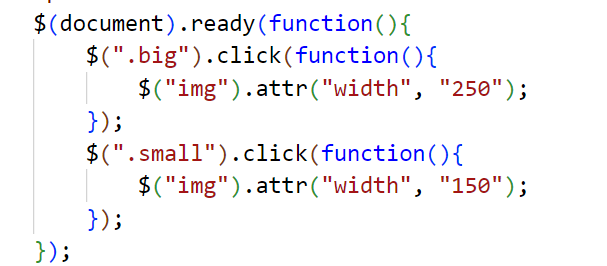 $(document).ready(function(){
    $(".big").click(function(){
        $("img").attr("width", "250");
    });
    $(".small").click(function(){
        $("img").attr("width", "150");
    });
});